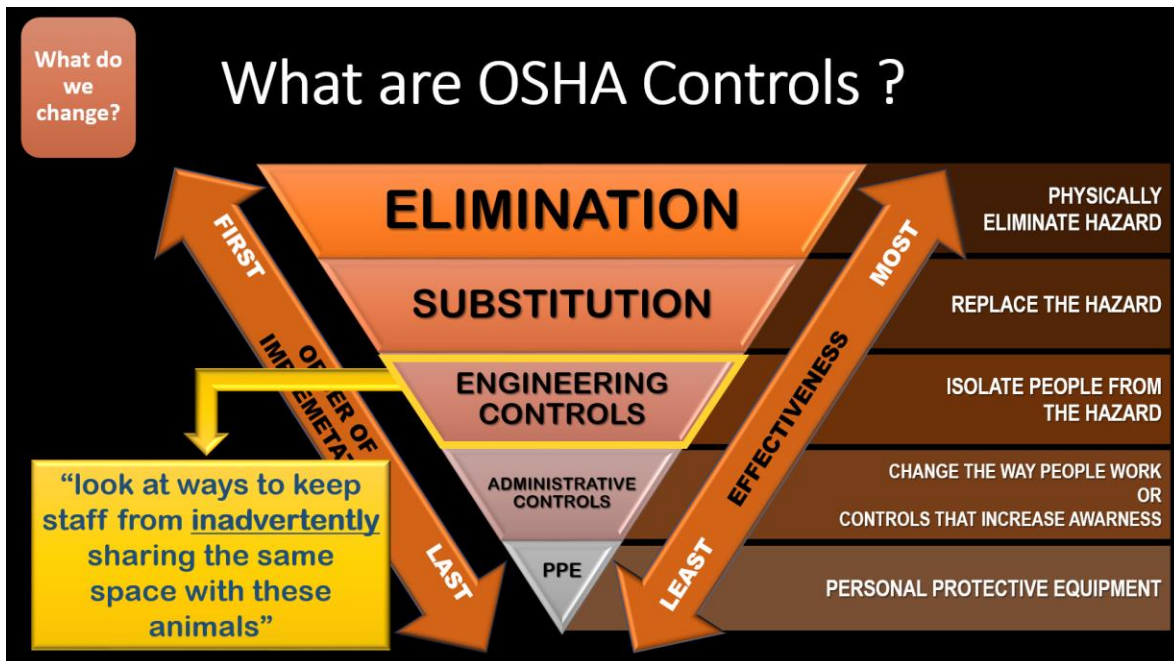 What do
we
change?
What are OSHA Controls ?
ELIMINATION
SUBSTITUTION
ENGINEERING
CONTROLS
ADMINISTRATIVE
CONTROLS
PPE
FIRST
LAST
MOST
EFFECTIVENESS
LEAST
PHYSICALLY
ELIMINATE HAZARD
REPLACE THE HAZARD
ISOLATE PEOPLE FROM
THE HAZARD
CHANGE THE WAY PEOPLE WORK
OR
CONTROLS THAT INCREASE AWARNESS
PERSONAL PROTECTIVE EQUIPMENT
“look at ways to keep
staff from inadvertently
sharing the same
space with these
animals”